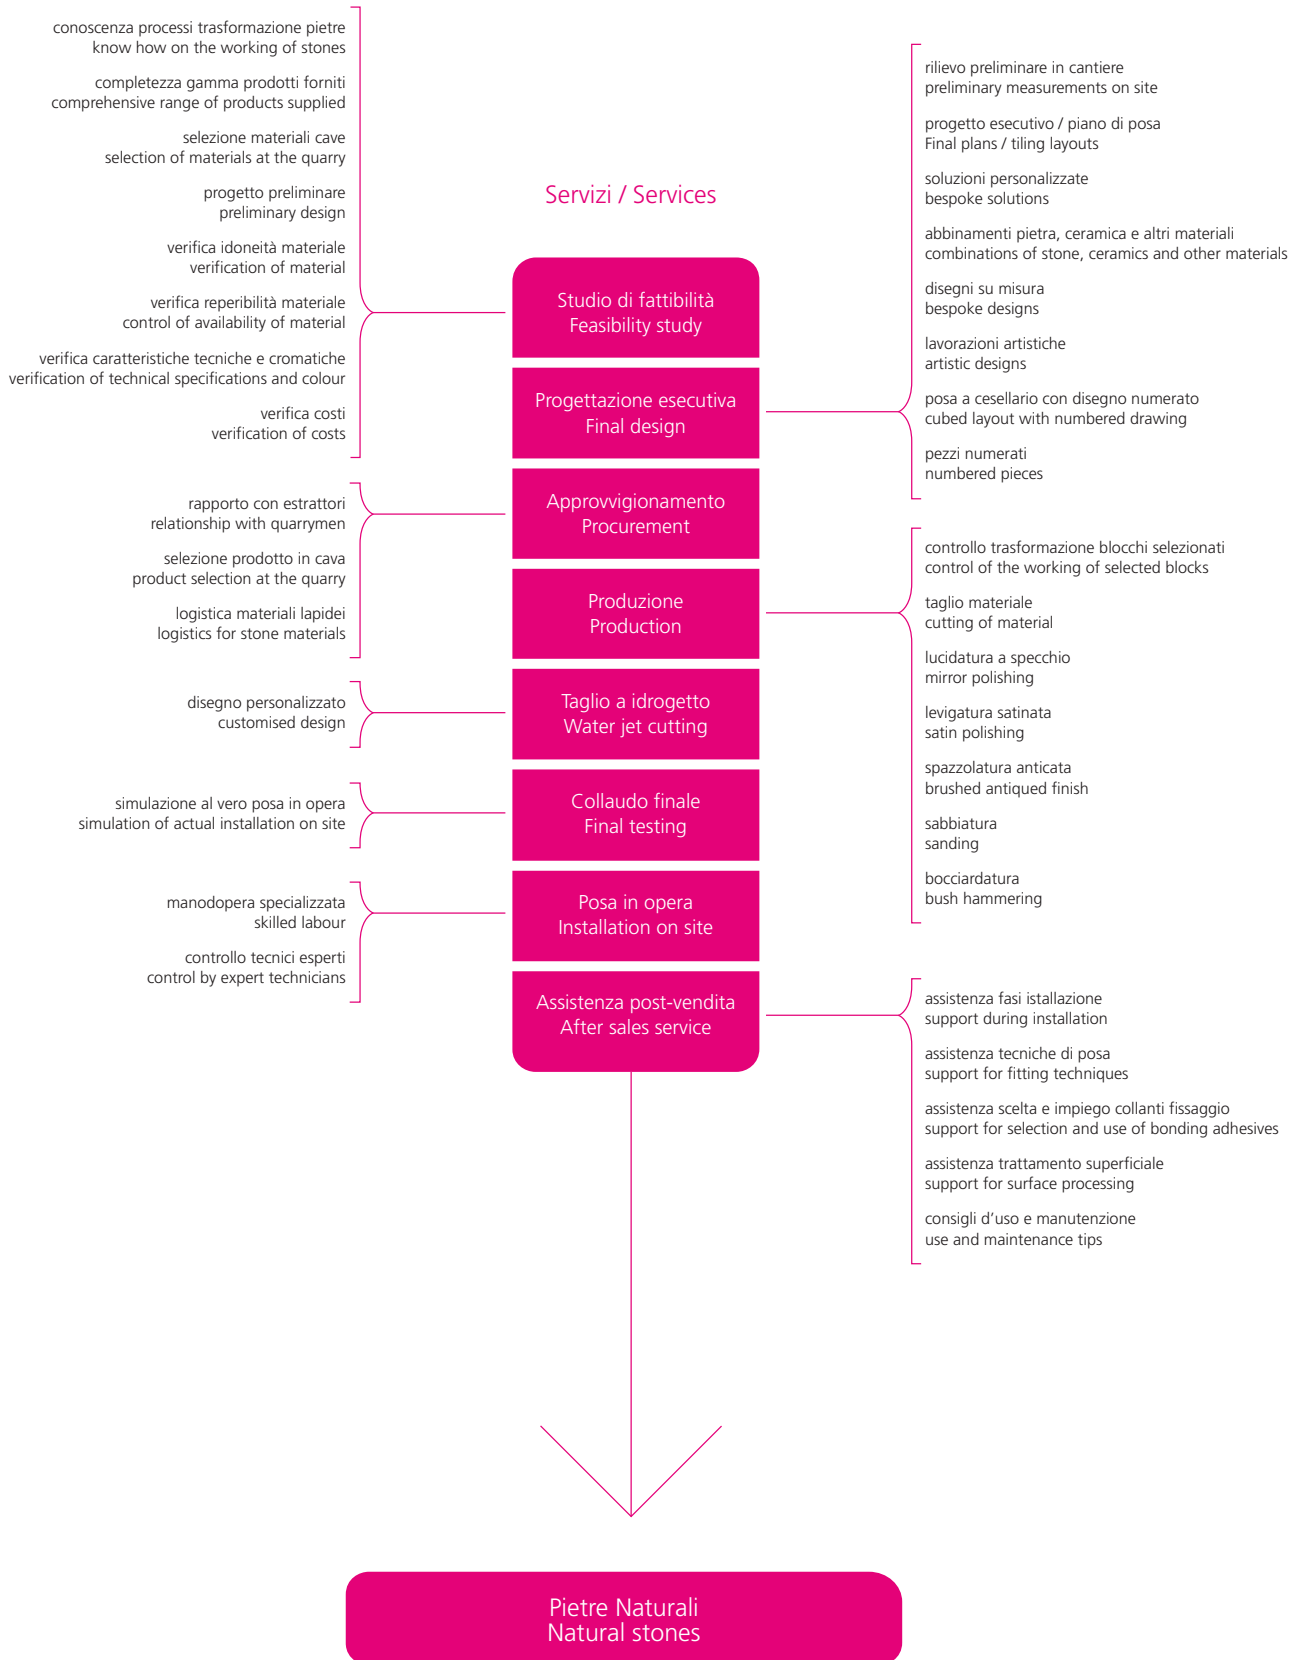 Servizi / Services
Studio di fattibilità
Feasibility study
conoscenza processi trasformazione pietre
know how on the working of stones
completezza gamma prodotti forniti
comprehensive range of products supplied
selezione materiali cave
selection of materials at the quarry
progetto preliminare
preliminary design
verifica idoneità materiale
verification of material
verifica reperibilità materiale
control of availability of material
verifica caratteristiche tecniche e cromatiche
verification of technical specifications and colour
verifica costi
verification of costs
Progettazione esecutiva
Final design
rilievo preliminare in cantiere
preliminary measurements on site
progetto esecutivo / piano di posa
Final plans / tiling layouts
soluzioni personalizzate
bespoke solutions
abbinamenti pietra, ceramica e altri materiali
combinations of stone, ceramics and other materials
disegni su misura
bespoke designs
lavorazioni artistiche
artistic designs
posa a cesellario con disegno numerato
cubed layout with numbered drawing
pezzi numerati
numbered pieces
Approvvigionamento
Procurement
rapporto con estrattori
relationship with quarrymen
selezione prodotto in cava
product selection at the quarry
logistica materiali lapidei
logistics for stone materials
Produzione
Production
controllo trasformazione blocchi selezionati
control of the working of selected blocks
taglio materiale
cutting of material
lucidatura a specchio
mirror polishing
levigatura satinata
satin polishing
spazzolatura anticata
brushed antiqued finish
sabbiatura
sanding
bocciardatura
bush hammering
Taglio a idrogetto
Water jet cutting
disegno personalizzato
customised design
Collaudo finale
Final testing
simulazione al vero posa in opera
simulation of actual installation on site
Posa in opera
Installation on site
manodopera specializzata
skilled labour
controllo tecnici esperti
control by expert technicians
Assistenza post-vendita
After sales service
assistenza fasi istallazione
support during installation
assistenza tecniche di posa
support for fitting techniques
assistenza scelta e impiego collanti fissaggio
support for selection and use of bonding adhesives
assistenza trattamento superficiale
support for surface processing
consigli d’uso e manutenzione
use and maintenance tips
Pietre Naturali
Natural stones